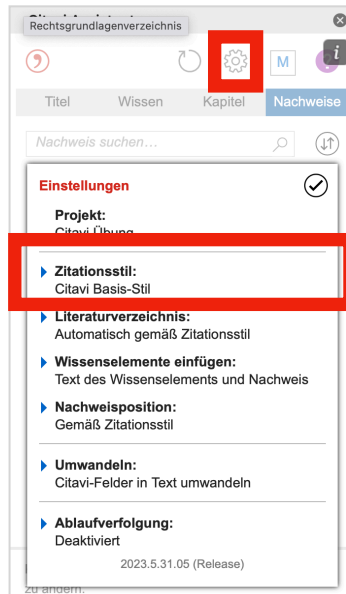 Rechtsgrundlagenverzeichnis
i
M
Titel Wissen Kapitel Nachweise
Nachweis suchen…
Einstellungen
Projekt:
Citavi Übung
Zitationsstil:
Citavi Basis-Stil
Literaturverzeichnis:
Automatisch gemäß Zitationsstil
Wissenselemente einfügen:
Text des Wissenselements und Nachweis
Nachweisposition:
Gemäß Zitationsstil
Umwandeln:
Citavi-Felder in Text umwandeln
Ablaufverfolgung:
Deaktiviert
2023.5.31.05 (Release)
zu ändern.